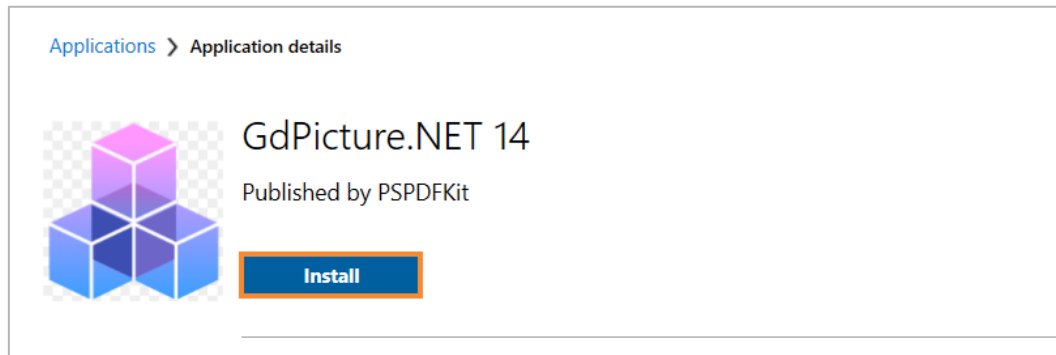 Applications ❯ Application details
GdPicture.NET 14
Published by PSPDFKit
Install